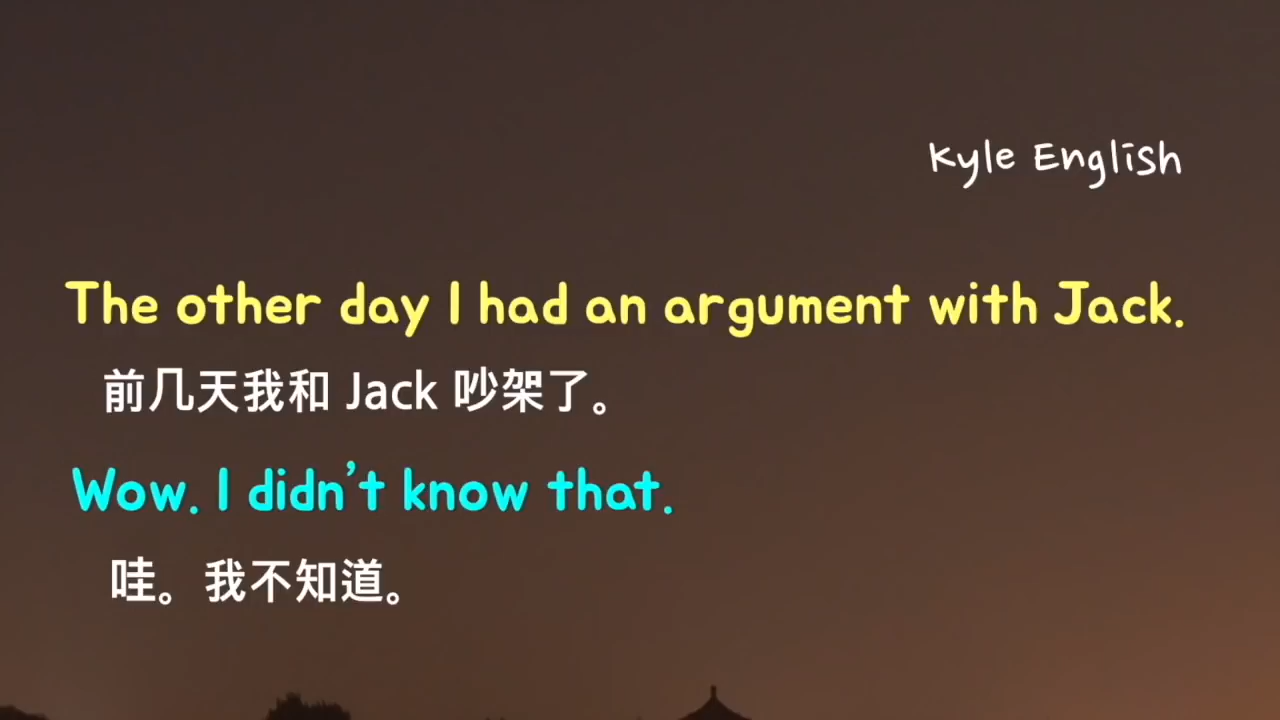 Kyle English
The other day I had an argument with Jack.
前几天我和 Jack 吵架了。
Wow. I didn't know that.
哇。我不知道。